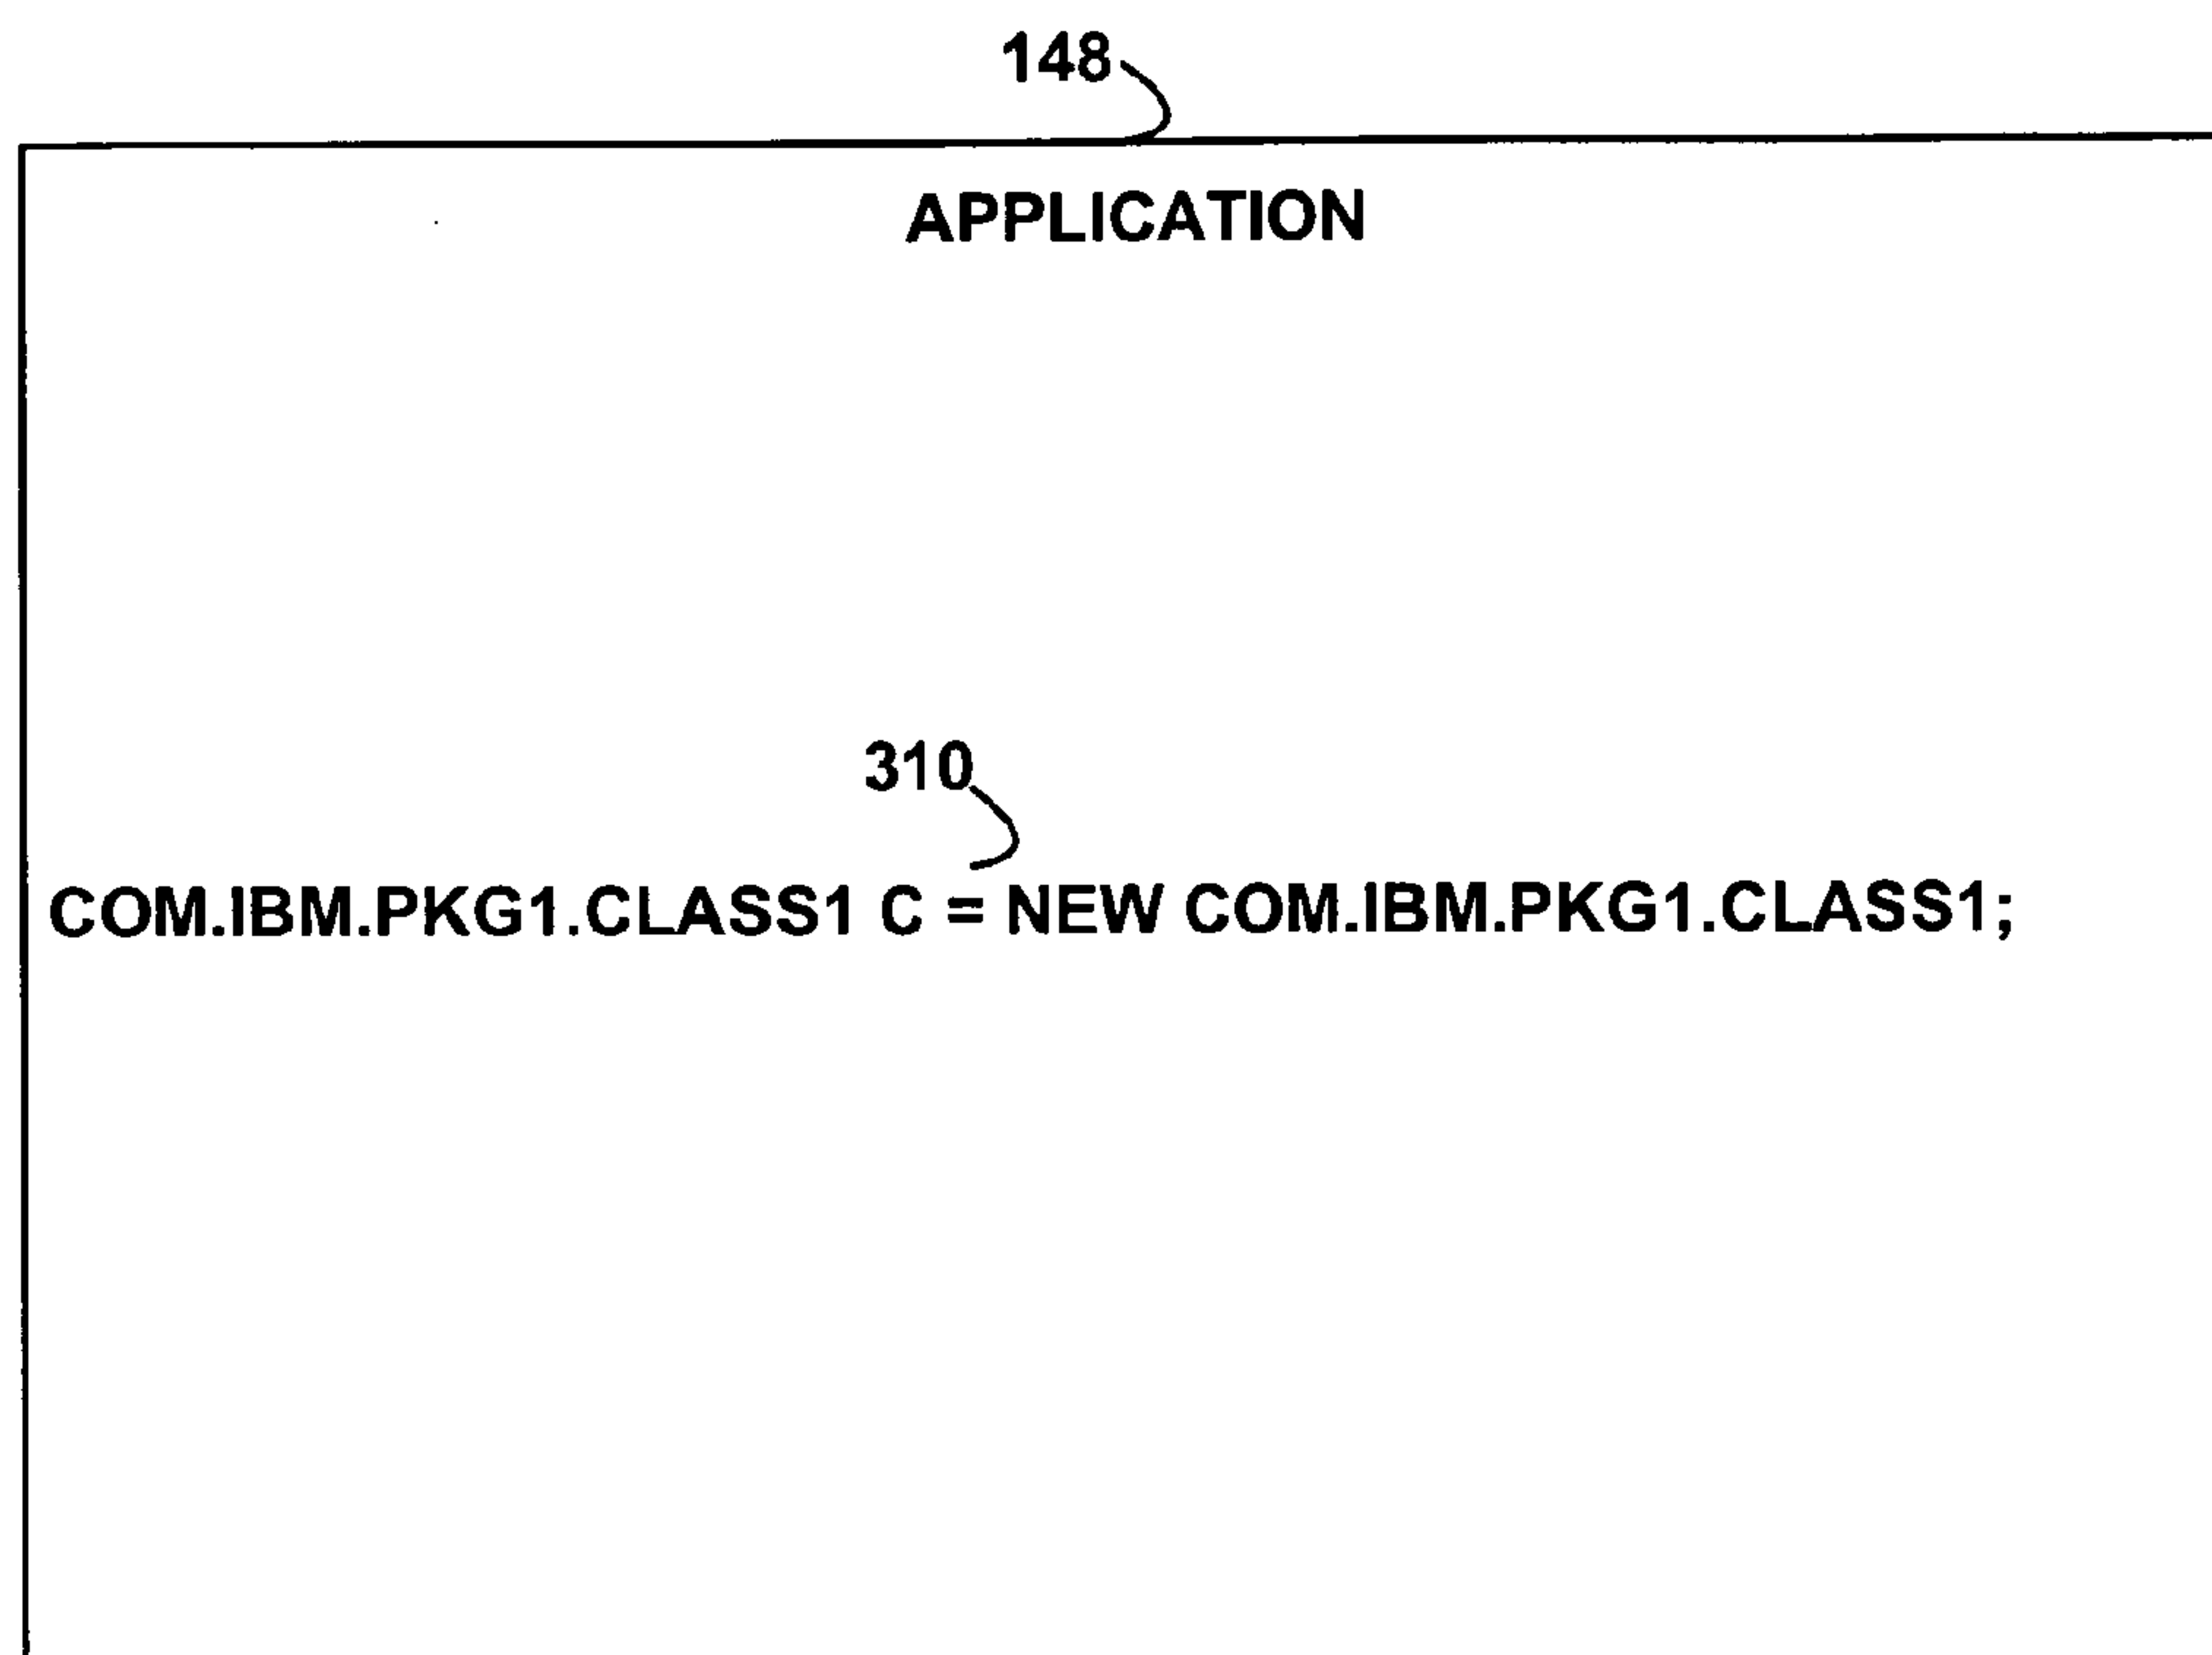 148
APPLICATION
310
COM.IBM.PKG1.CLASS1 C = NEW COM.IBM.PKG1.CLASS1;